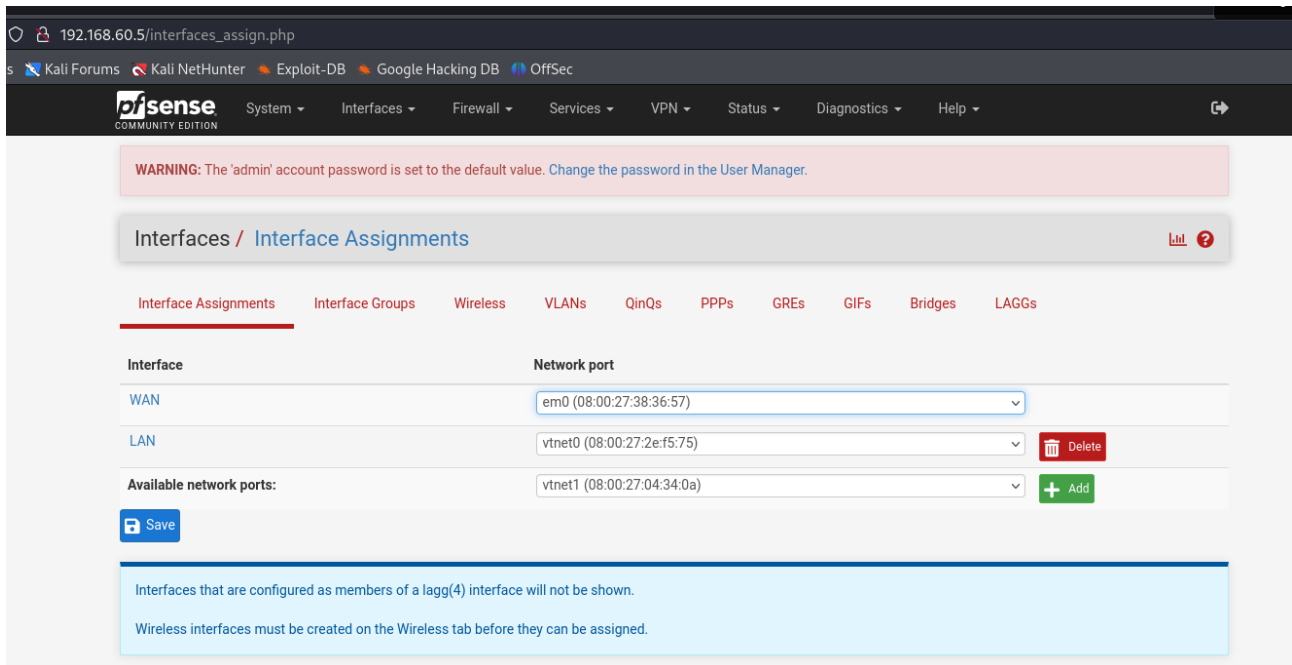 192.168.60.5/interfaces_assign.php
s Kali Forums Kali NetHunter Exploit-DB Google Hacking DB OffSec
pfsense
COMMUNITY EDITION
System Interfaces Firewall Services VPN Status Diagnostics Help
WARNING: The 'admin' account password is set to the default value. Change the password in the User Manager.
Interfaces / Interface Assignments
Interface Assignments Interface Groups Wireless VLANs QinQs PPPs GREs GIFs Bridges LAGGs
Interface Network port
WAN em0 (08:00:27:38:36:57)
LAN vtnet0 (08:00:27:2e:f5:75) Delete
Available network ports: vtnet1 (08:00:27:04:34:0a) Add
Save
Interfaces that are configured as members of a lagg(4) interface will not be shown.
Wireless interfaces must be created on the Wireless tab before they can be assigned.